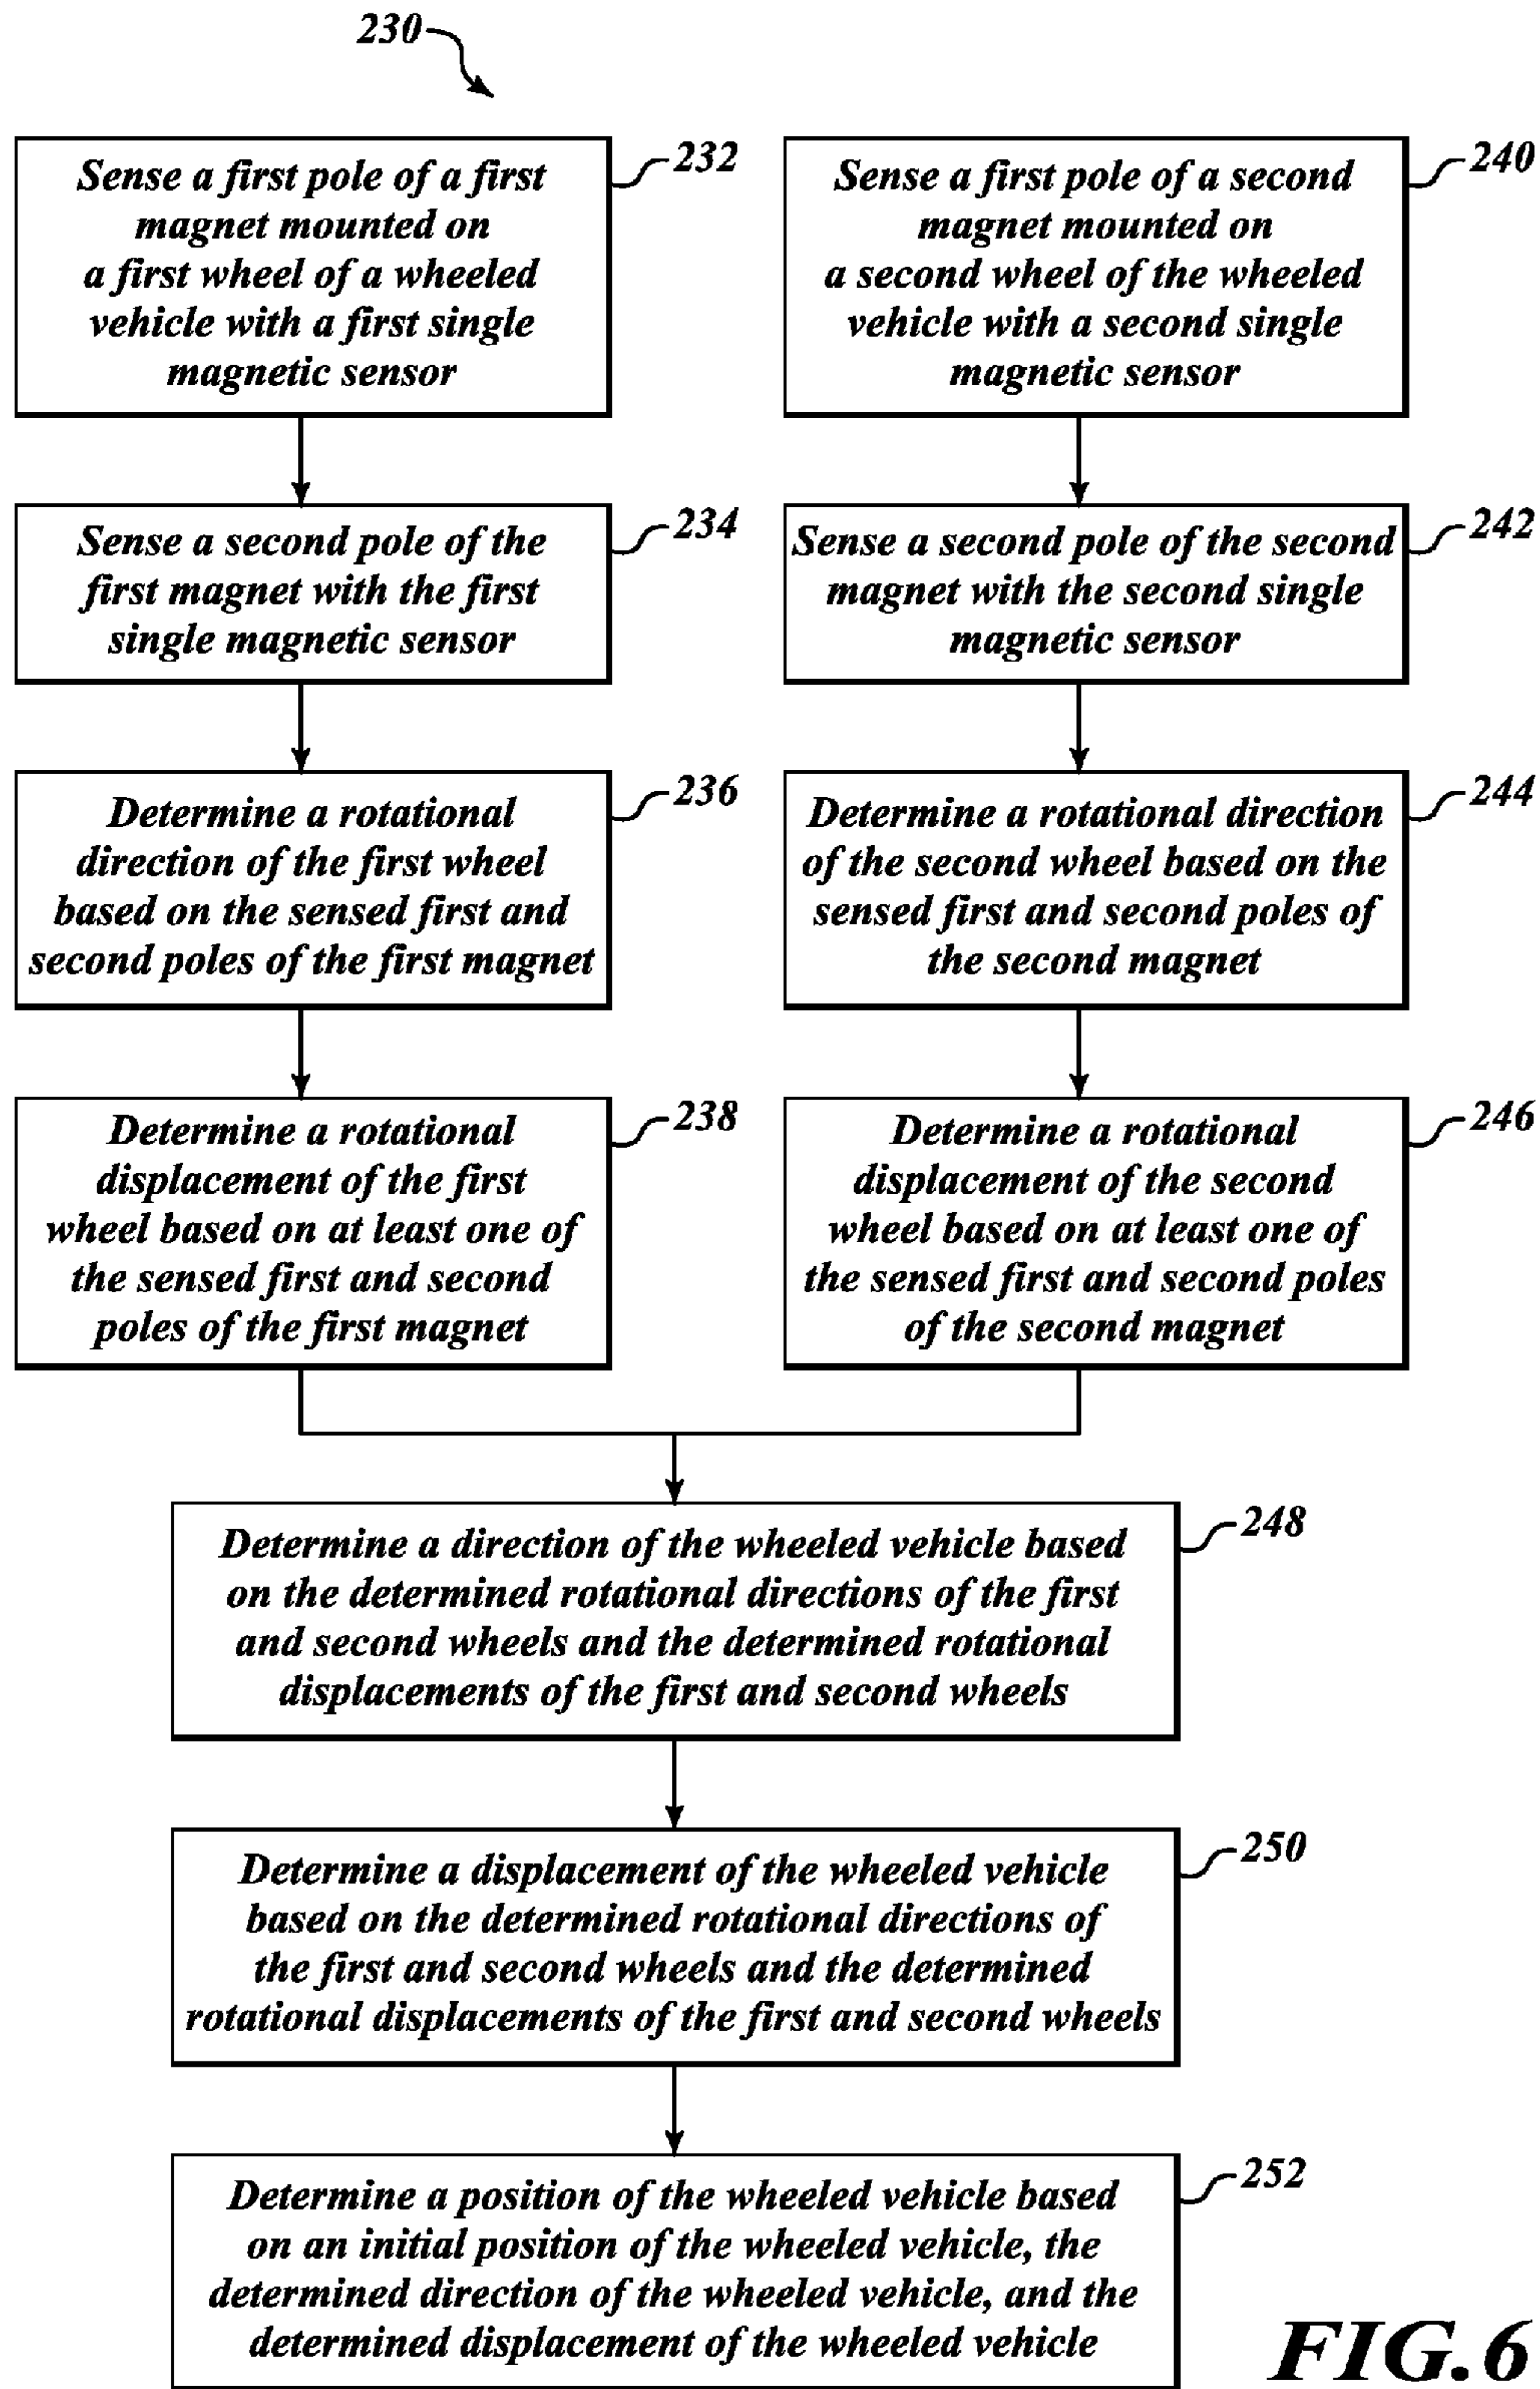 230
Sense a first pole of a first
magnet mounted on
a first wheel of a wheeled
vehicle with a first single
magnetic sensor
232
Sense a second pole of the
first magnet with the first
single magnetic sensor
234
Determine a rotational
direction of the first wheel
based on the sensed first and
second poles of the first magnet
236
Determine a rotational
displacement of the first
wheel based on at least one of
the sensed first and second
poles of the first magnet
238
Sense a first pole of a second
magnet mounted on
a second wheel of the wheeled
vehicle with a second single
magnetic sensor
240
Sense a second pole of the second
magnet with the second single
magnetic sensor
242
Determine a rotational direction
of the second wheel based on the
sensed first and second poles of
the second magnet
244
Determine a rotational
displacement of the second
wheel based on at least one of
the sensed first and second poles
of the second magnet
246
Determine a direction of the wheeled vehicle based
on the determined rotational directions of the first
and second wheels and the determined rotational
displacements of the first and second wheels
248
Determine a displacement of the wheeled vehicle
based on the determined rotational directions of
the first and second wheels and the determined
rotational displacements of the first and second wheels
250
Determine a position of the wheeled vehicle based
on an initial position of the wheeled vehicle, the
determined direction of the wheeled vehicle, and the
determined displacement of the wheeled vehicle
252
FIG.6